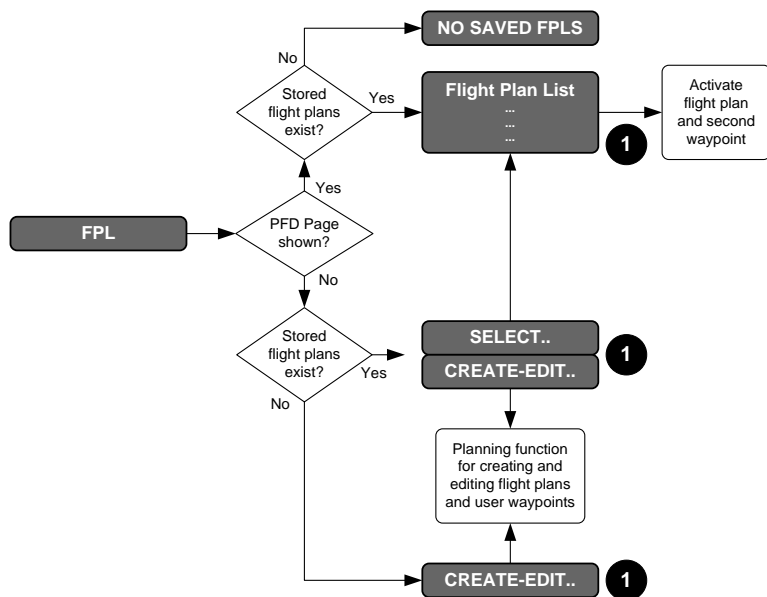 NO SAVED FPLS
No
Stored
flight plans
exist?
Yes
Flight Plan List
...
...
...
1
Activate
flight plan
and second
waypoint
Yes
FPL
PFD Page
shown?
No
Stored
flight plans
exist?
Yes
SELECT..
CREATE-EDIT..
1
No
Planning function
for creating and
editing flight plans
and user waypoints
CREATE-EDIT..
1